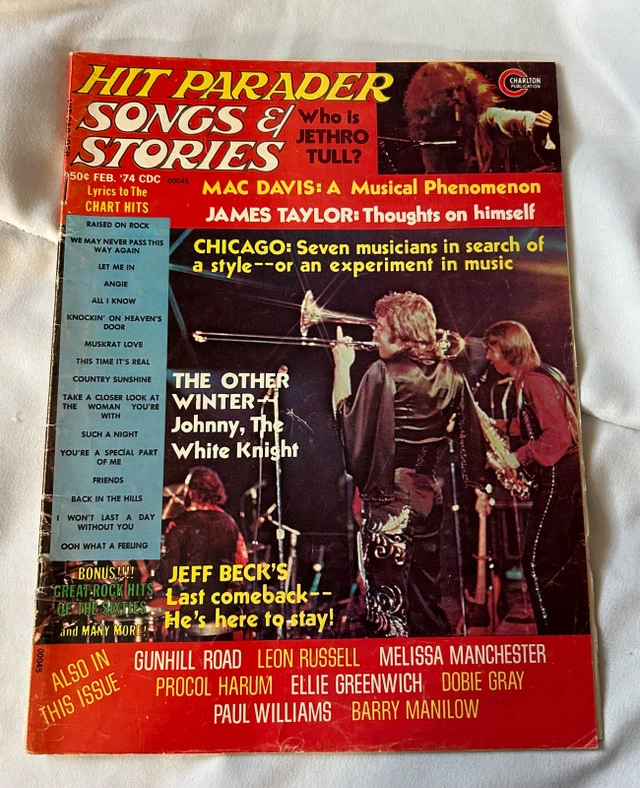 HIT PARADER
SONGS &
STORIES
Who is
JETHRO
TULL?
CHARLTON
PUBLICATION
50¢ FEB. '74 CDC
00045
Lyrics to The
CHART HITS
RAISED ON ROCK
WE MAY NEVER PASS THIS
WAY AGAIN
LET ME IN
ANGIE
ALL I KNOW
KNOCKIN' ON HEAVEN'S
DOOR
MUSKRAT LOVE
THIS TIME IT'S REAL
COUNTRY SUNSHINE
TAKE A CLOSER LOOK AT
THE WOMAN YOU'RE
WITH
SUCH A NIGHT
YOU'RE A SPECIAL PART
OF ME
FRIENDS
BACK IN THE HILLS
I WON'T LAST A DAY
WITHOUT YOU
OOH WHAT A FEELING
BONUS!!!!
GREAT ROCK HITS
OF THE SIXTIES
and MANY MORE!
MAC DAVIS: A Musical Phenomenon
JAMES TAYLOR: Thoughts on himself
CHICAGO: Seven musicians in search of
a style--or an experiment in music
THE OTHER
WINTER--
Johnny, The
White Knight
JEFF BECK'S
Last comeback--
He's here to stay!
00045
ALSO IN
THIS ISSUE
GUNHILL ROAD LEON RUSSELL MELISSA MANCHESTER
PROCOL HARUM ELLIE GREENWICH DOBIE GRAY
PAUL WILLIAMS BARRY MANILOW